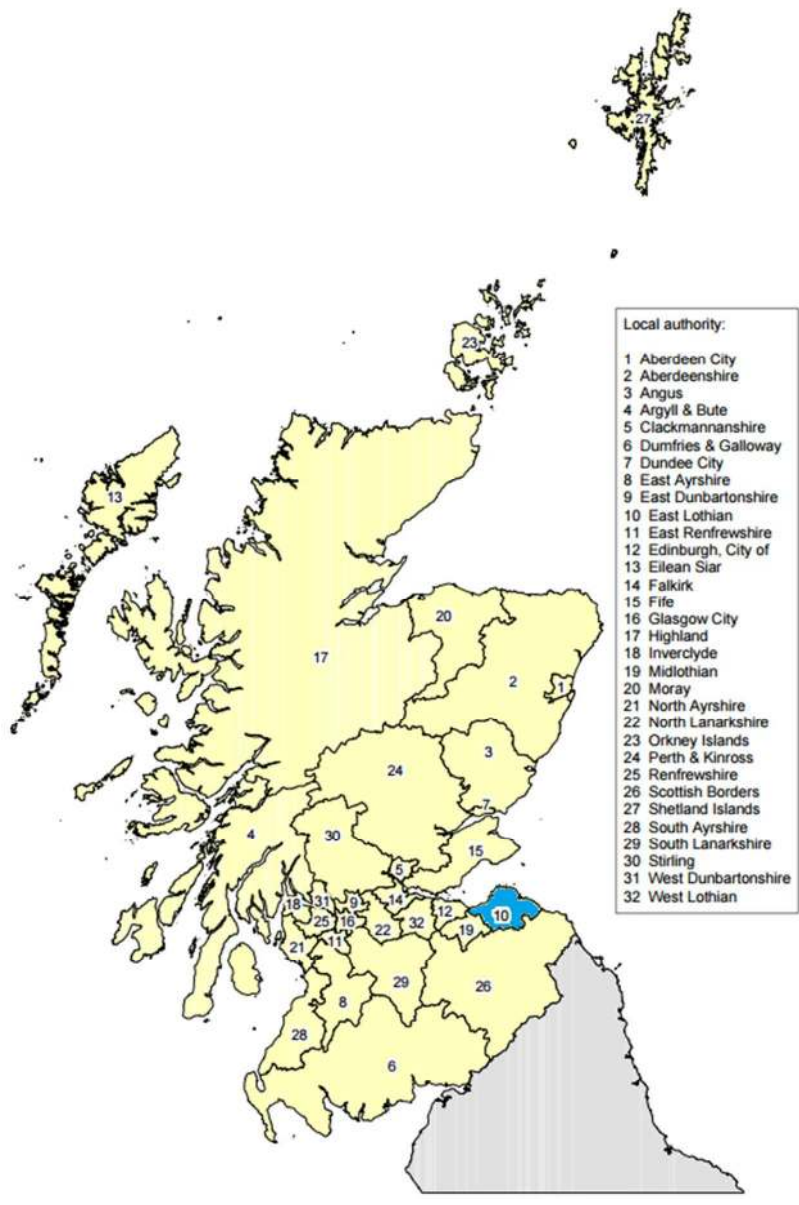 27
23
Local authority:
1 Aberdeen City
2 Aberdeenshire
3 Angus
4 Argyll & Bute
5 Clackmannanshire
6 Dumfries & Galloway
7 Dundee City
8 East Ayrshire
9 East Dunbartonshire
10 East Lothian
11 East Renfrewshire
12 Edinburgh, City of
13 Eilean Siar
14 Falkirk
15 Fife
16 Glasgow City
17 Highland
18 Inverclyde
19 Midlothian
20 Moray
21 North Ayrshire
22 North Lanarkshire
23 Orkney Islands
24 Perth & Kinross
25 Renfrewshire
26 Scottish Borders
27 Shetland Islands
28 South Ayrshire
29 South Lanarkshire
30 Stirling
31 West Dunbartonshire
32 West Lothian
13
20
17
2
1
3
24
7
4
30
15
5
18
31
9
14
12
10
25
16
22
32
19
21
11
29
26
8
28
6